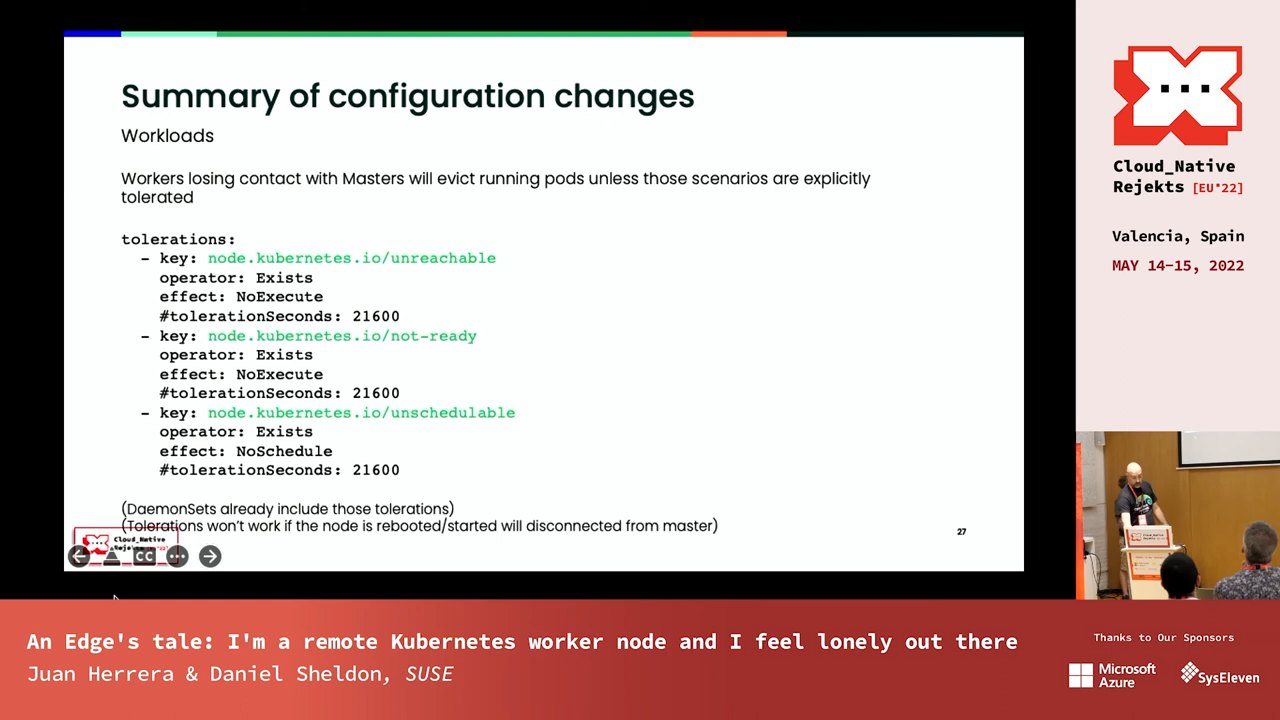 Summary of configuration changes
Workloads
Workers losing contact with Masters will evict running pods unless those scenarios are explicitly
tolerated
tolerations:
- key: node.kubernetes.io/unreachable
operator: Exists
effect: NoExecute
#tolerationSeconds: 21600
- key: node.kubernetes.io/not-ready
operator: Exists
effect: NoExecute
#tolerationSeconds: 21600
- key: node.kubernetes.io/unschedulable
operator: Exists
effect: NoSchedule
#tolerationSeconds: 21600
(DaemonSets already include those tolerations)
(Tolerations won't work if the node is rebooted/started will disconnected from master)
27
Cloud_Native
Rejekts
CC
Cloud_Native
Rejekts [EU*22]
Valencia, Spain
MAY 14-15, 2022
An Edge's tale: I'm a remote Kubernetes worker node and I feel lonely out there
Juan Herrera & Daniel Sheldon, SUSE
Thanks to Our Sponsors
Microsoft
Azure
SysEleven